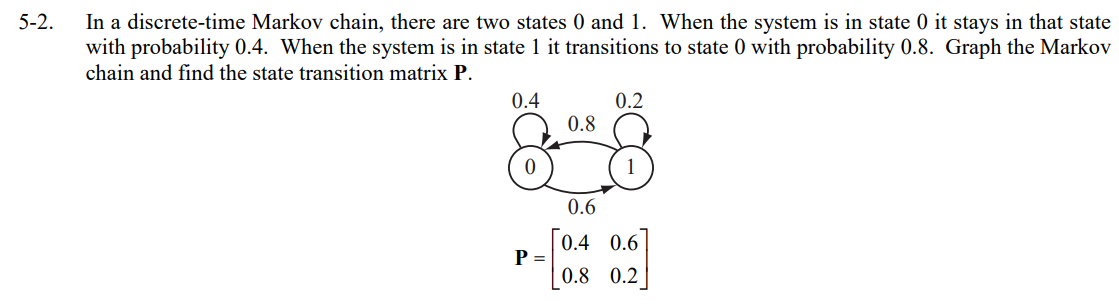 5-2. In a discrete-time Markov chain, there are two states 0 and 1. When the system is in state 0 it stays in that state
with probability 0.4. When the system is in state 1 it transitions to state 0 with probability 0.8. Graph the Markov
chain and find the state transition matrix P.
0.4 0.2
0.8
0 1
0.6
P = [0.4 0.6
0.8 0.2]